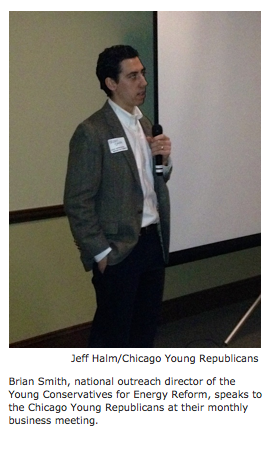 Jeff Halm/Chicago Young Republicans
Brian Smith, national outreach director of the
Young Conservatives for Energy Reform, speaks to
the Chicago Young Republicans at their monthly
business meeting.